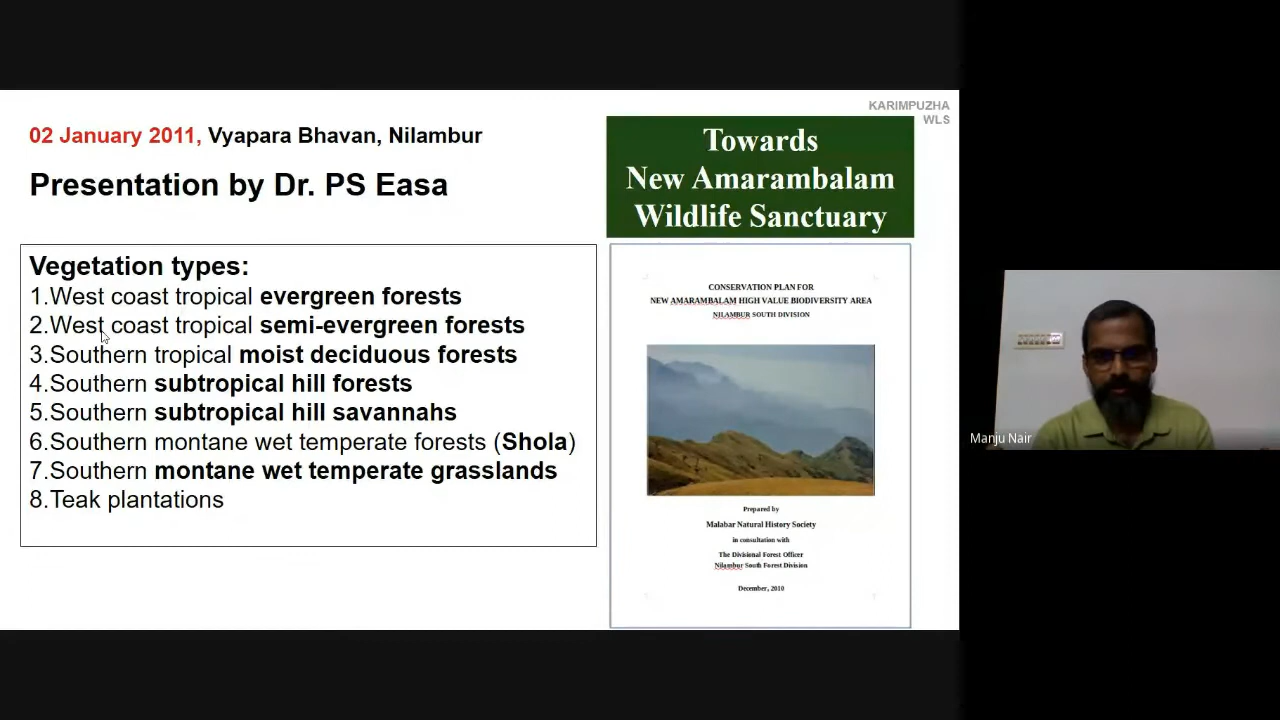 02 January 2011, Vyapara Bhavan, Nilambur
Presentation by Dr. PS Easa
Vegetation types:
1.West coast tropical evergreen forests
2.West coast tropical semi-evergreen forests
3.Southern tropical moist deciduous forests
4.Southern subtropical hill forests
5.Southern subtropical hill savannahs
6.Southern montane wet temperate forests (Shola)
7.Southern montane wet temperate grasslands
8.Teak plantations
KARIMPUZHA
WLS
Towards
New Amarambalam
Wildlife Sanctuary
CONSERVATION PLAN FOR
NEW AMARAMBALAM HIGH VALUE BIODIVERSITY AREA
NILAMBUR SOUTH DIVISION
Prepared by
Malabar Natural History Society
in consultation with
The Divisional Forest Officer
Nilambur South Forest Division
December, 2010
Manju Nair